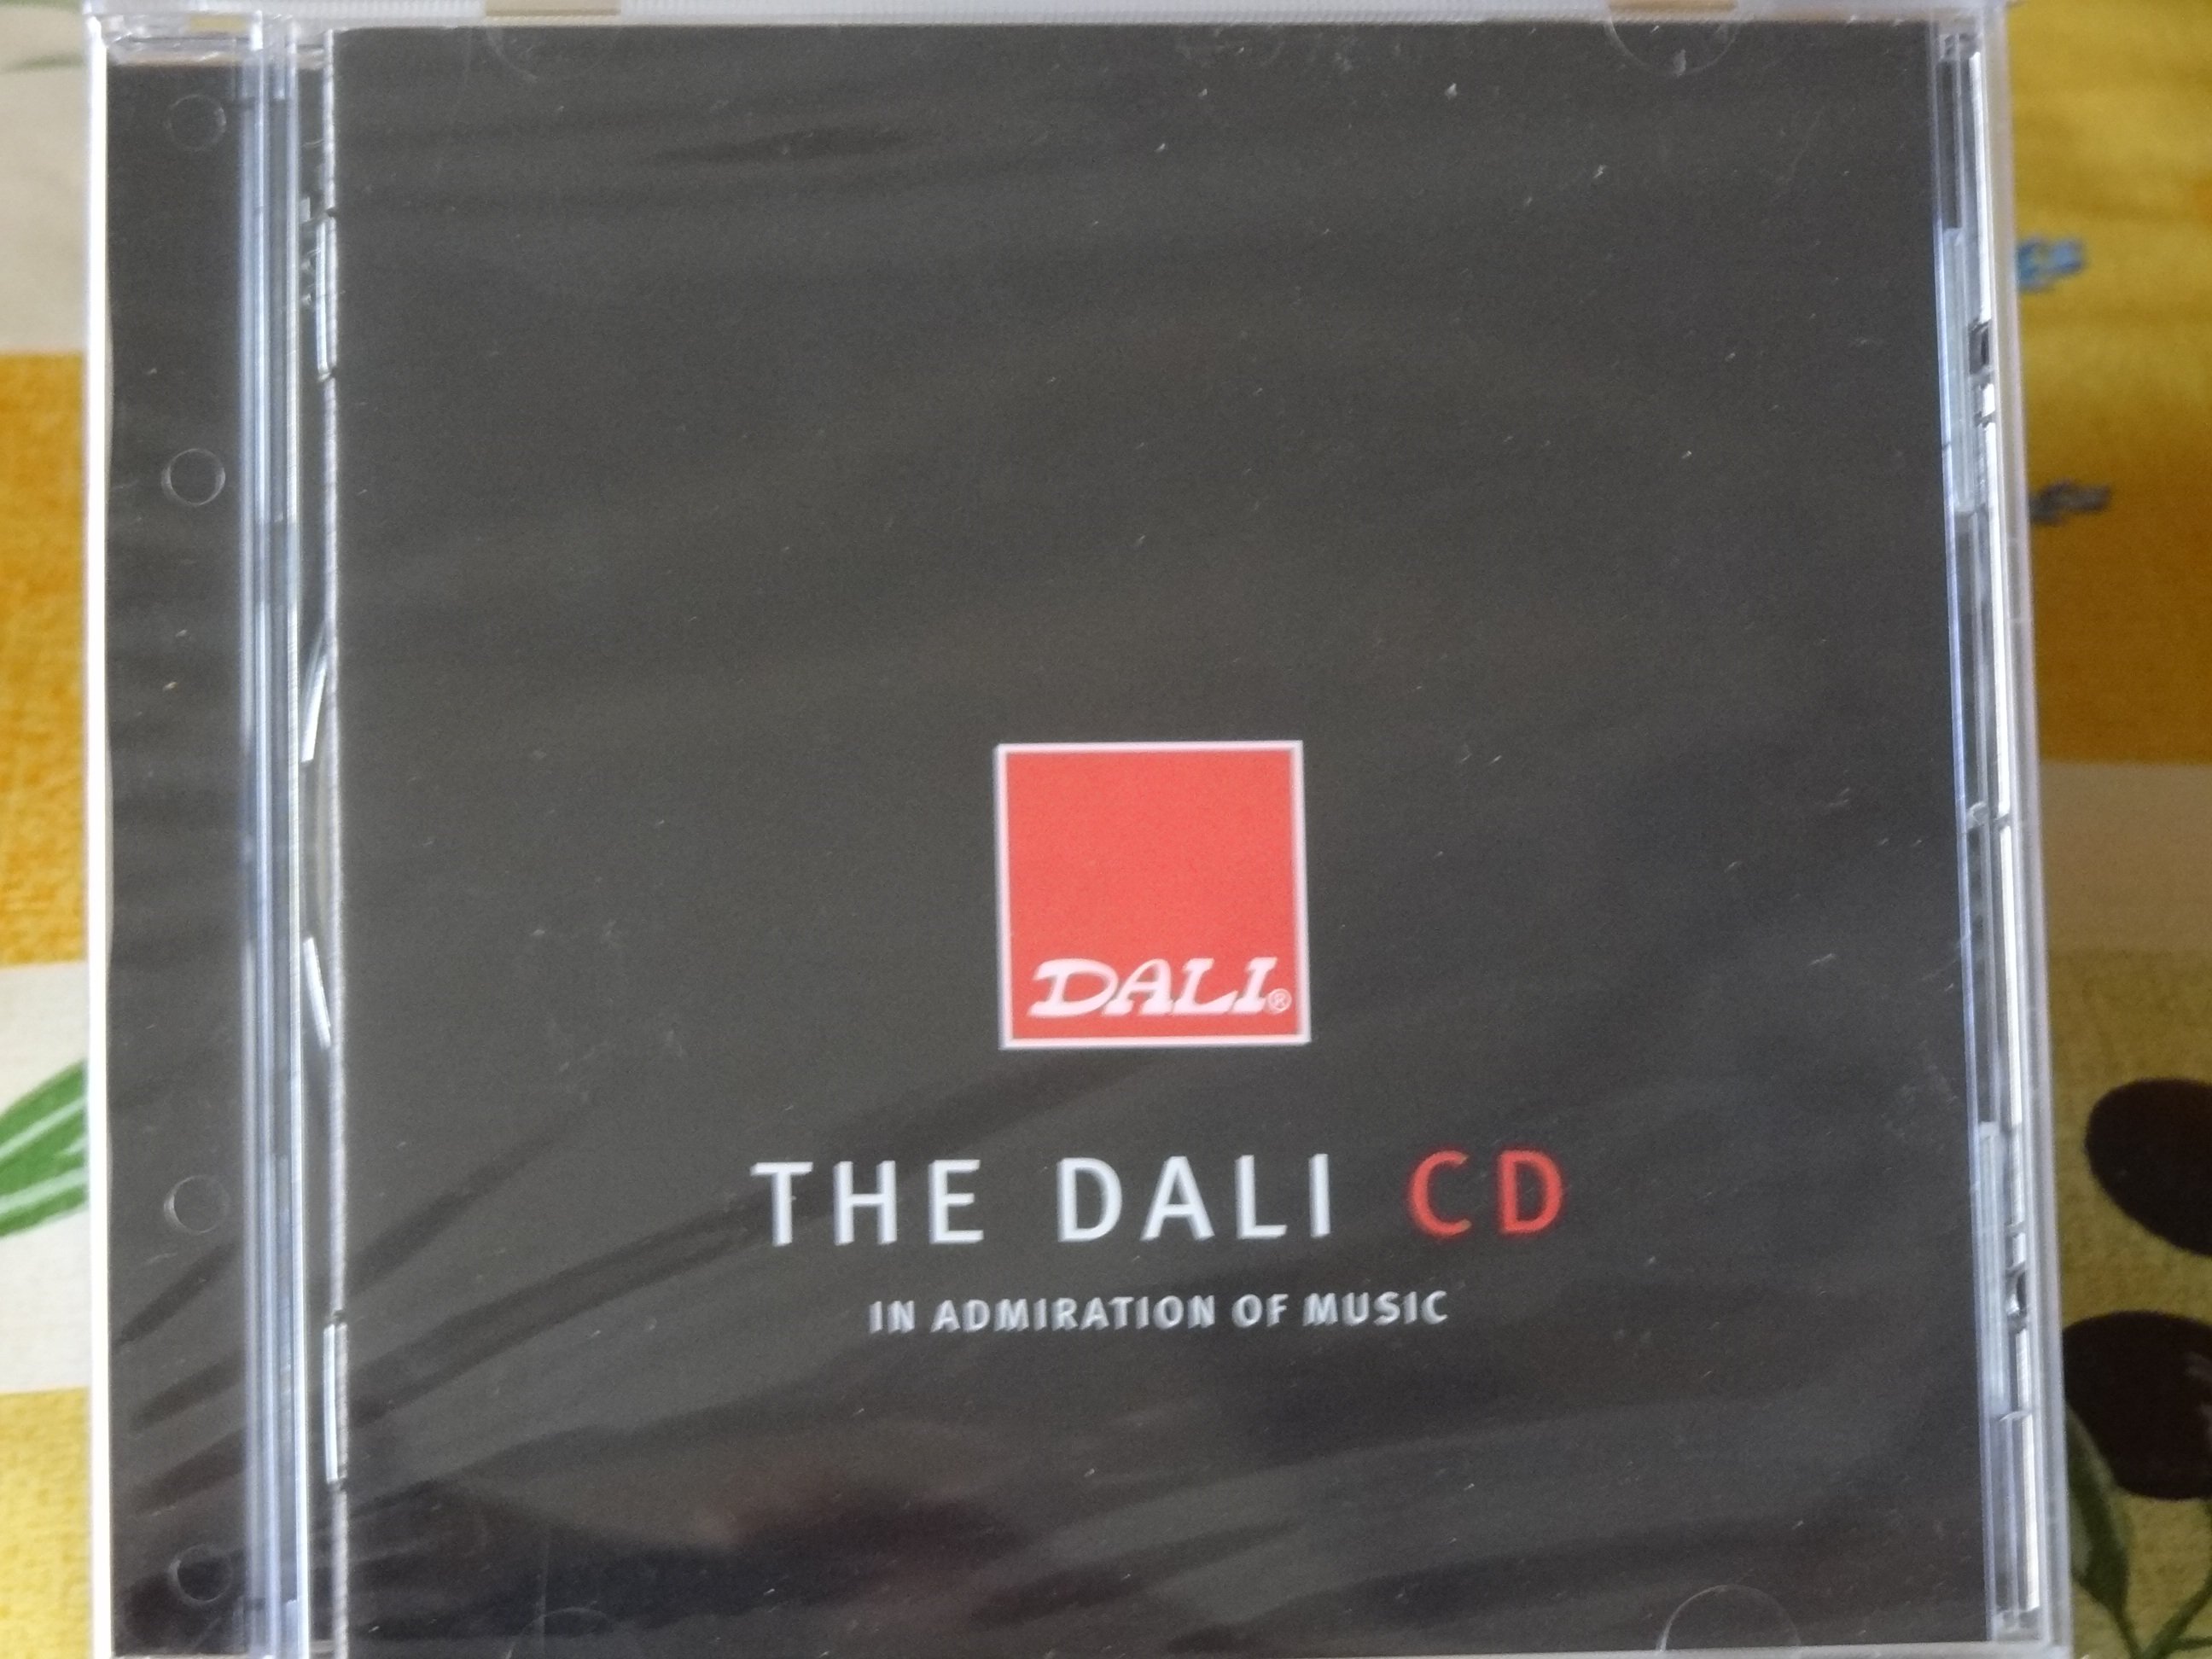 DALI®
THE DALI CD
IN ADMIRATION OF MUSIC